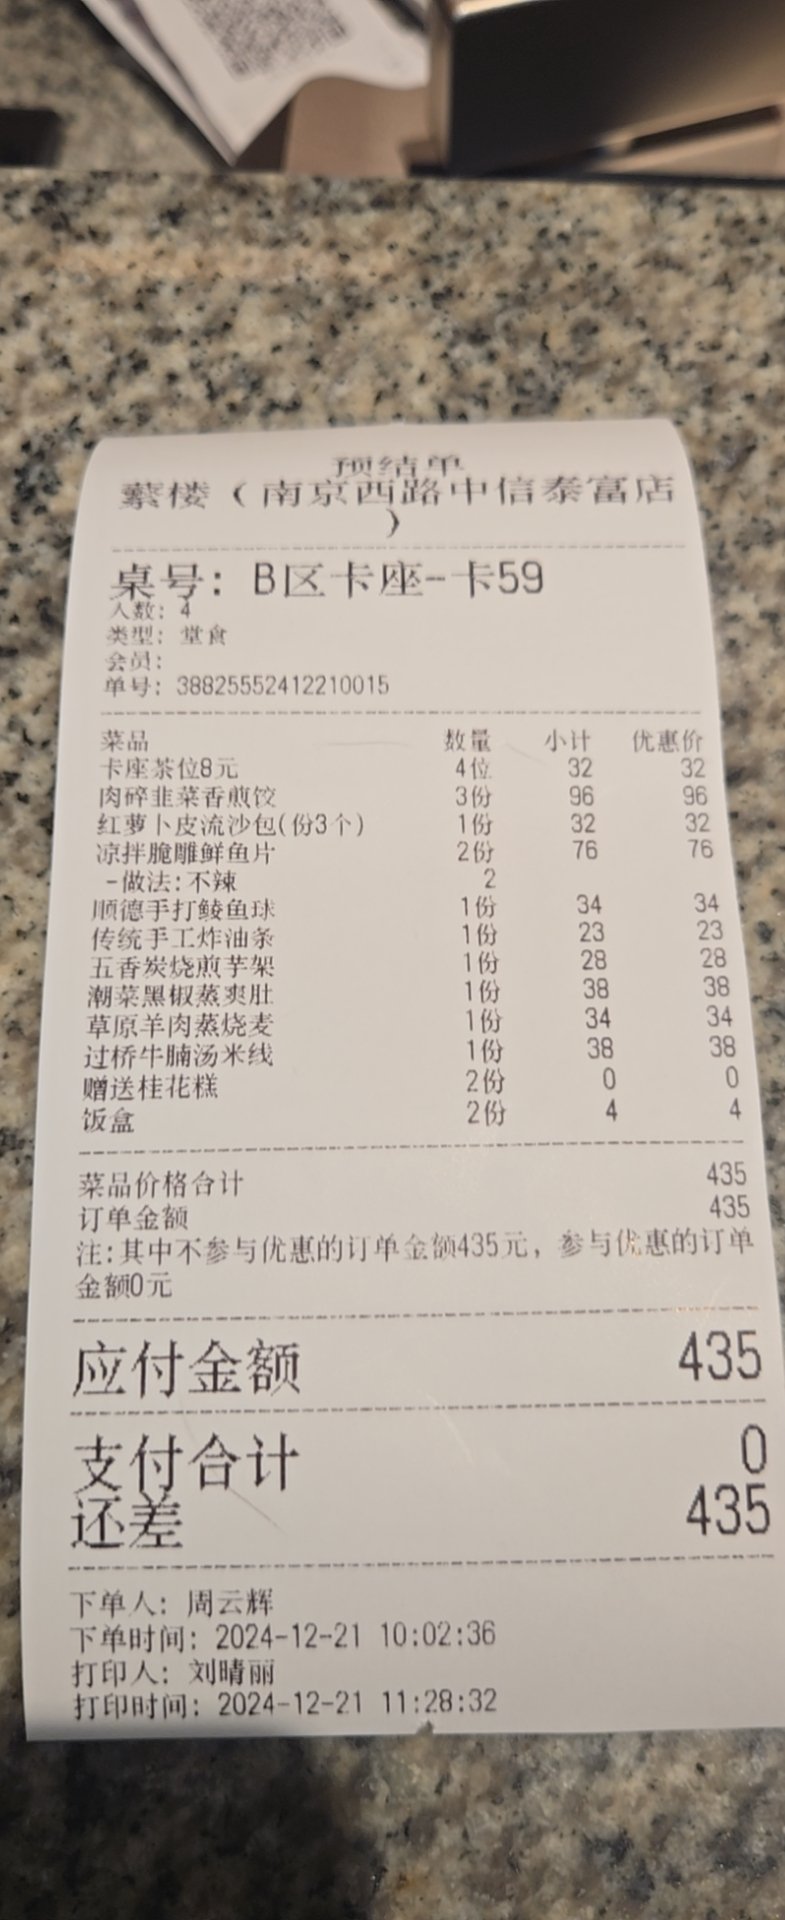 预结单
蘩楼（南京西路中信泰富店
）
桌号: B区卡座-卡59
人数: 4
类型: 堂食
会员:
单号: 38825552412210015
菜品 数量 小计 优惠价
卡座茶位8元 4位 32 32
肉碎韭菜香煎饺 3份 96 96
红萝卜皮流沙包(份3个) 1份 32 32
凉拌脆雕鲜鱼片 2份 76 76
-做法:不辣 2
顺德手打鲮鱼球 1份 34 34
传统手工炸油条 1份 23 23
五香炭烧煎芋架 1份 28 28
潮菜黑椒蒸爽肚 1份 38 38
草原羊肉蒸烧麦 1份 34 34
过桥牛腩汤米线 1份 38 38
赠送桂花糕 2份 0 0
饭盒 2份 4 4
菜品价格合计 435
订单金额 435
注:其中不参与优惠的订单金额435元，参与优惠的订单
金额0元
应付金额 435
支付合计 0
还差 435
下单人: 周云辉
下单时间: 2024-12-21 10:02:36
打印人: 刘晴丽
打印时间: 2024-12-21 11:28:32